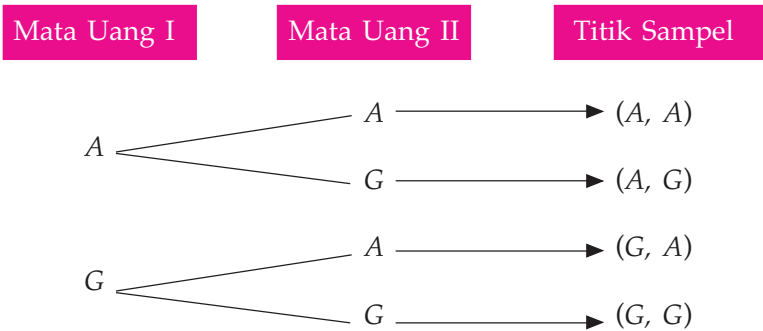 Mata Uang I Mata Uang II Titik Sampel
A (A, A)
A
G (A, G)
A (G, A)
G
G (G, G)